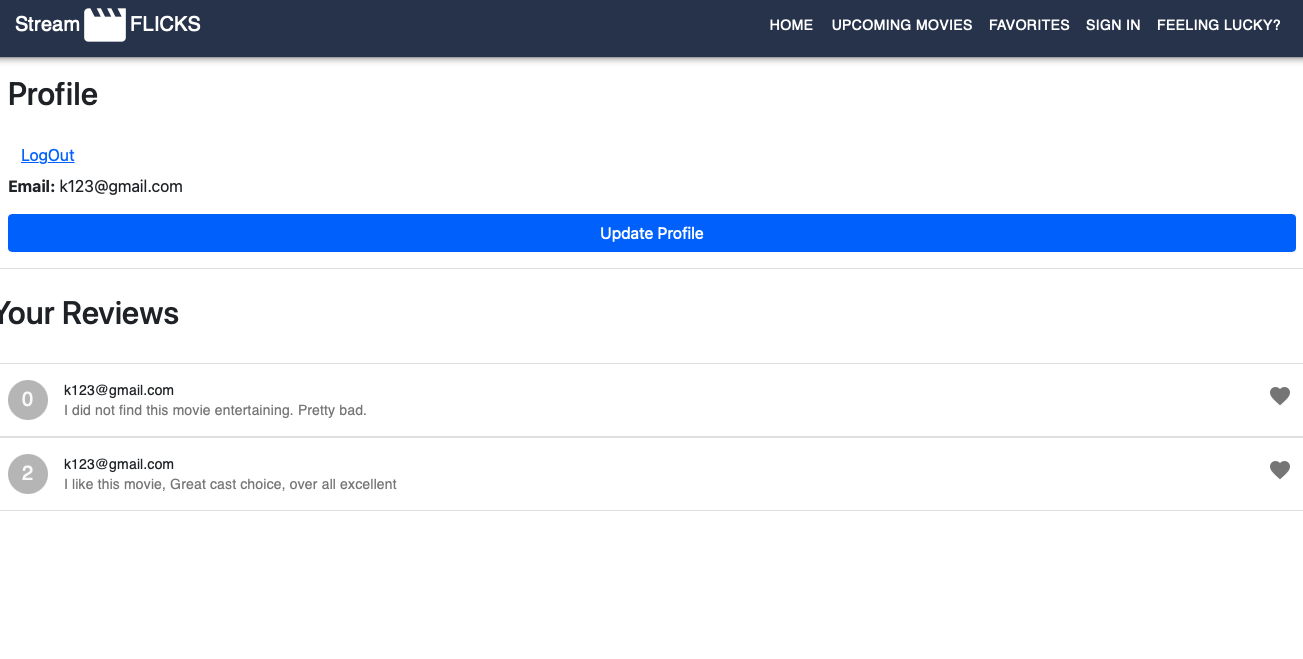 Stream FLICKS HOME UPCOMING MOVIES FAVORITES SIGN IN FEELING LUCKY?
Profile
LogOut
Email: k123@gmail.com
Update Profile
Your Reviews
0
k123@gmail.com
I did not find this movie entertaining. Pretty bad.
2
k123@gmail.com
I like this movie, Great cast choice, over all excellent